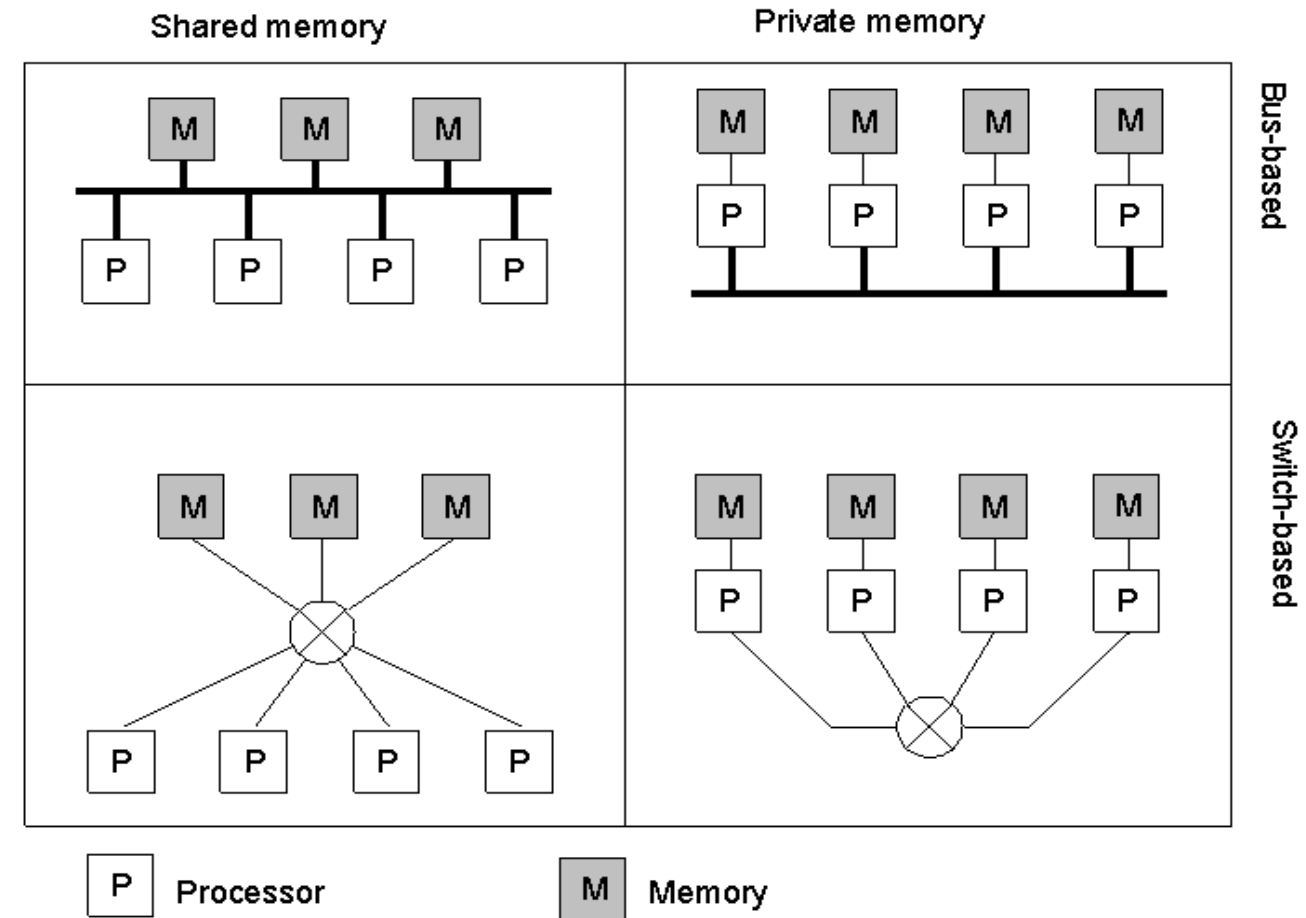 Shared memory
Private memory
M M M
P P P P
M M M M
P P P P
Bus-based
M M M
P P P P
M M M M
P P P P
Switch-based
P Processor
M Memory